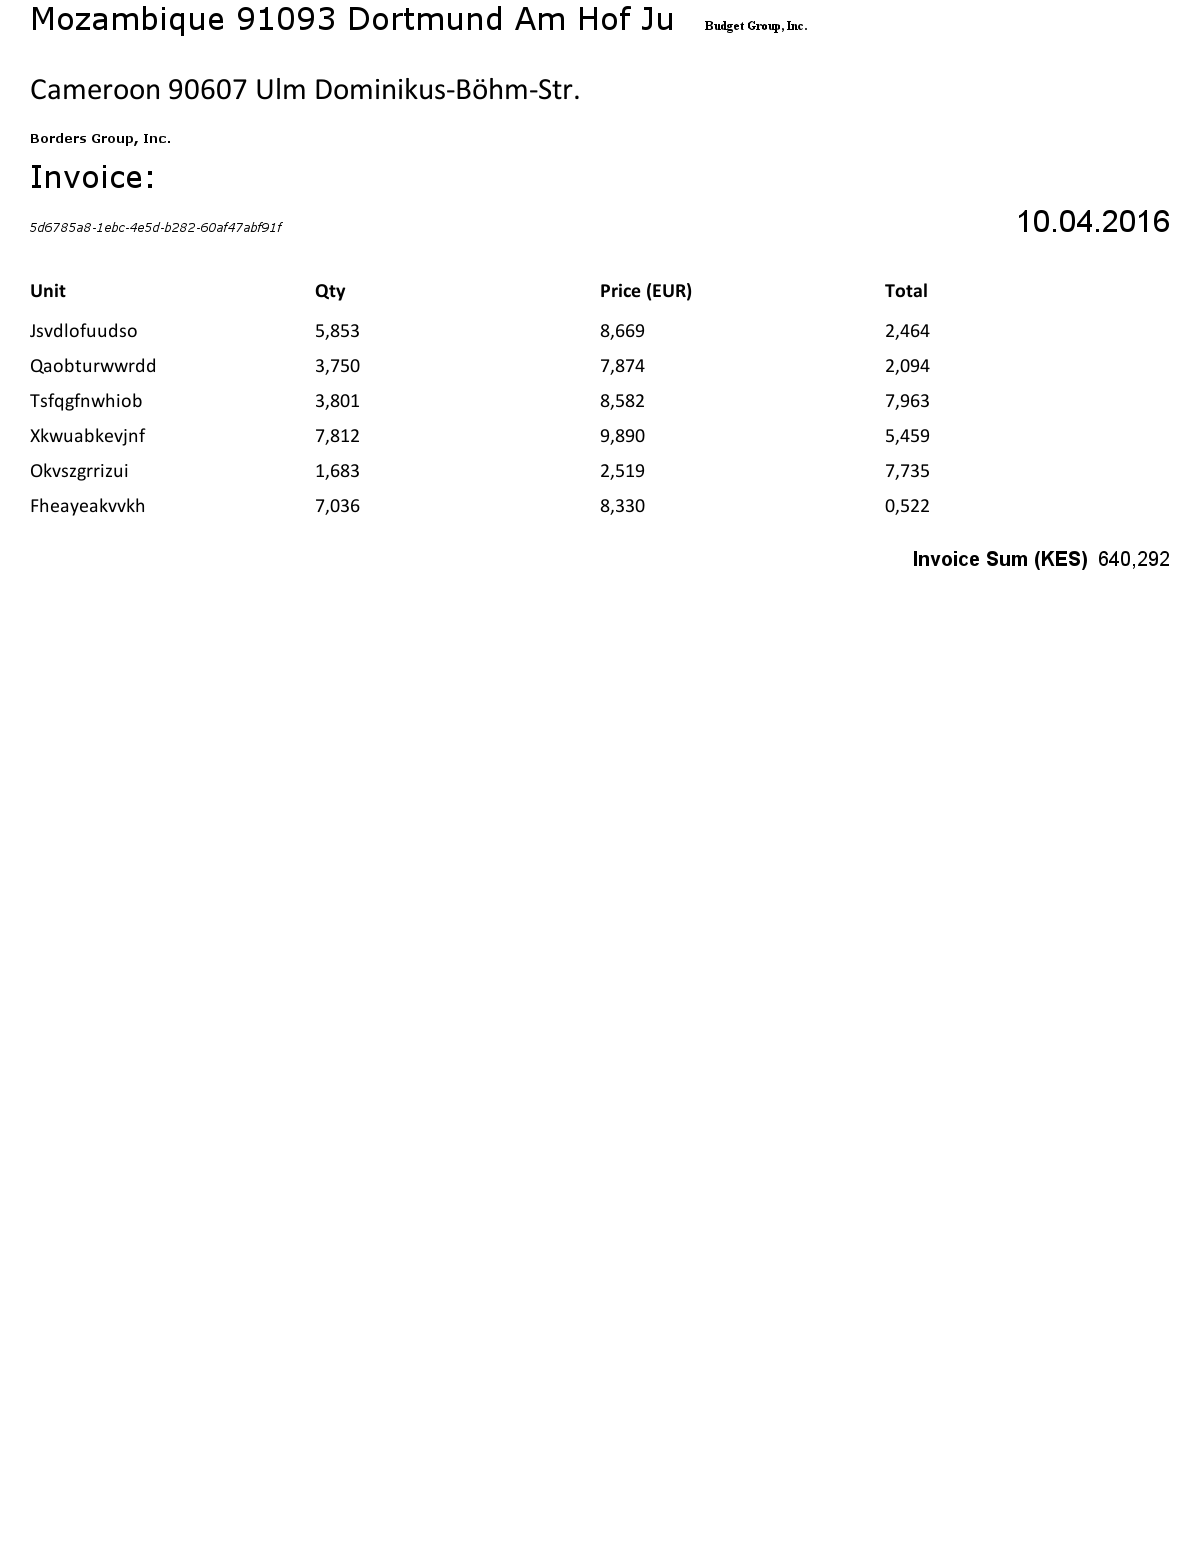 Mozambique 91093 Dortmund Am Hof Ju Budget Group, Inc.
Cameroon 90607 Ulm Dominikus-Böhm-Str.
Borders Group, Inc.
Invoice:
5d6785a8-1ebc-4e5d-b282-60af47abf91f 10.04.2016
Unit Qty Price (EUR) Total
Jsvdlofuudso 5,853 8,669 2,464
Qaobturwwrdd 3,750 7,874 2,094
Tsfqgfnwhiob 3,801 8,582 7,963
Xkwuabkevjnf 7,812 9,890 5,459
Okvszgrrizui 1,683 2,519 7,735
Fheayeakvvkh 7,036 8,330 0,522
Invoice Sum (KES) 640,292